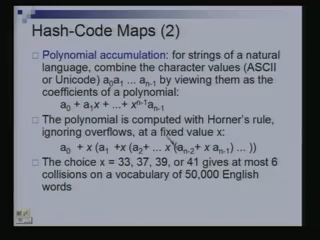 Hash-Code Maps (2)
Polynomial accumulation: for strings of a natural
language, combine the character values (ASCII
or Unicode) a0a1 ... an-1 by viewing them as the
coefficients of a polynomial:
a0 + a1x + ...+ xn-1an-1
The polynomial is computed with Horner's rule,
ignoring overflows, at a fixed value x:
a0 + x (a1 +x (a2+ ... x (an-2+ x an-1) ... ))
The choice x = 33, 37, 39, or 41 gives at most 6
collisions on a vocabulary of 50,000 English
words